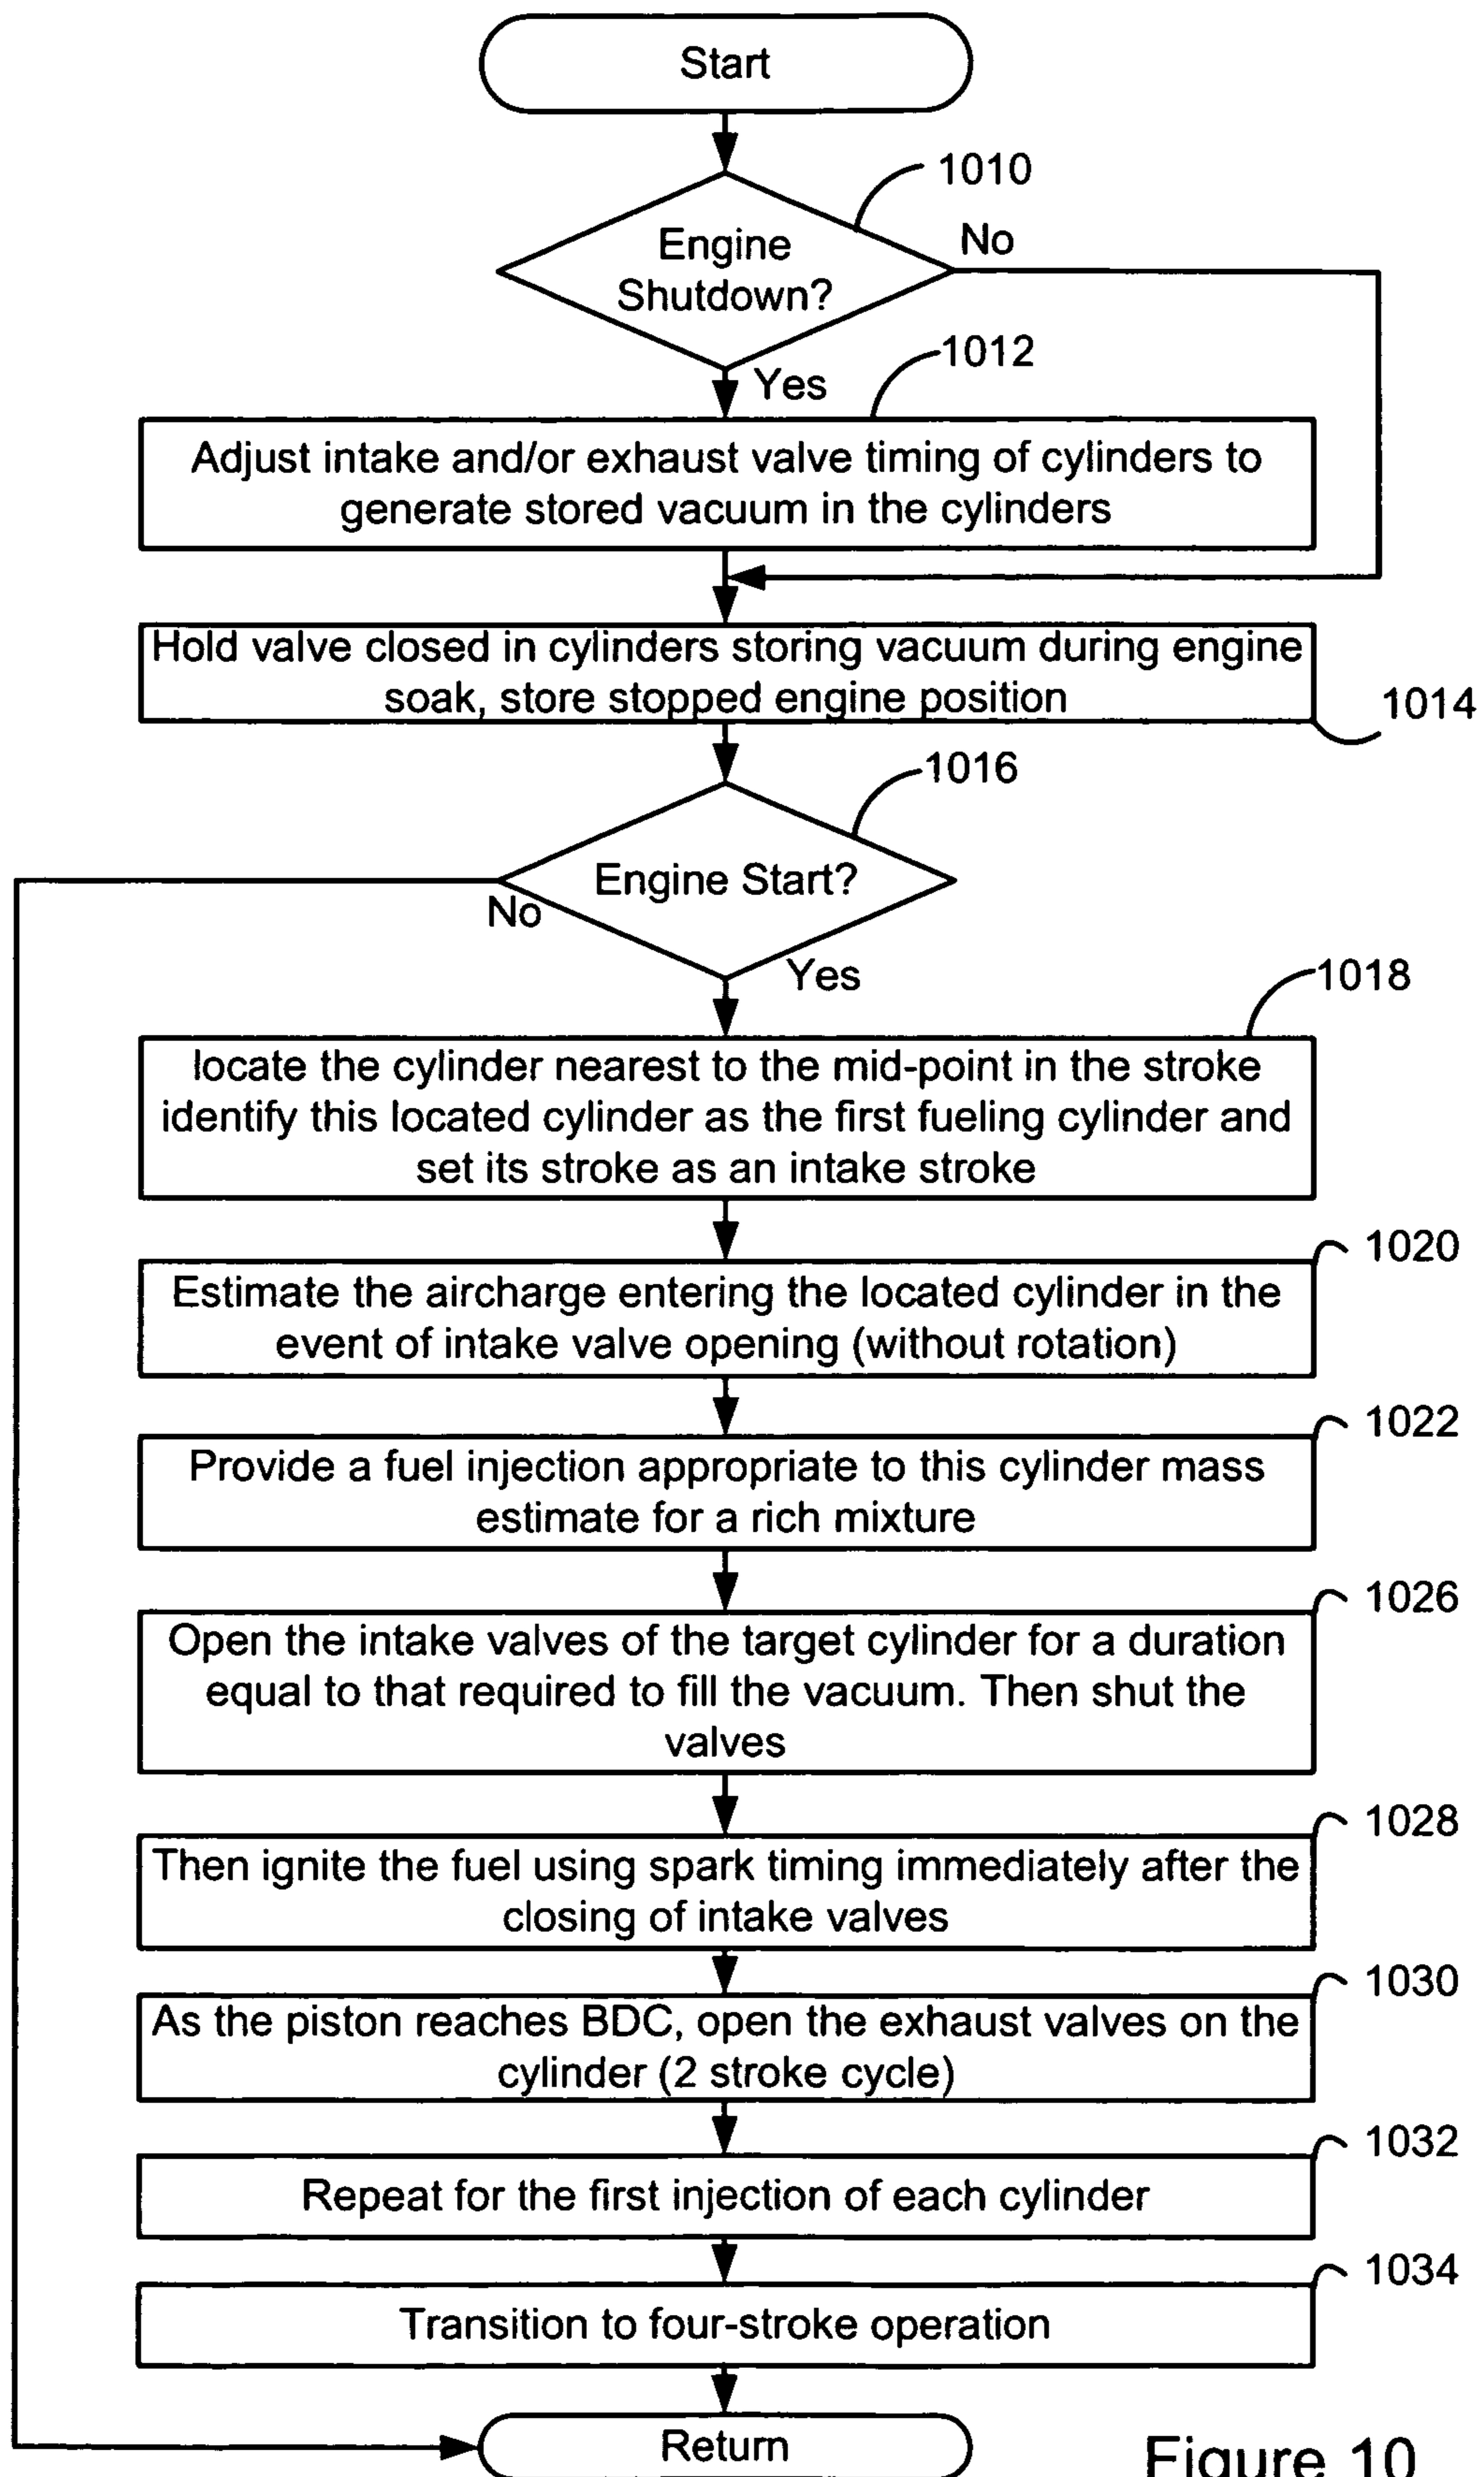 Start
1010
Engine
Shutdown?
No
1012
Yes
Adjust intake and/or exhaust valve timing of cylinders to
generate stored vacuum in the cylinders
Hold valve closed in cylinders storing vacuum during engine
soak, store stopped engine position
1014
1016
Engine Start?
No
Yes
1018
locate the cylinder nearest to the mid-point in the stroke
identify this located cylinder as the first fueling cylinder and
set its stroke as an intake stroke
1020
Estimate the aircharge entering the located cylinder in the
event of intake valve opening (without rotation)
1022
Provide a fuel injection appropriate to this cylinder mass
estimate for a rich mixture
1026
Open the intake valves of the target cylinder for a duration
equal to that required to fill the vacuum. Then shut the
valves
1028
Then ignite the fuel using spark timing immediately after the
closing of intake valves
1030
As the piston reaches BDC, open the exhaust valves on the
cylinder (2 stroke cycle)
1032
Repeat for the first injection of each cylinder
1034
Transition to four-stroke operation
Return
Figure 10